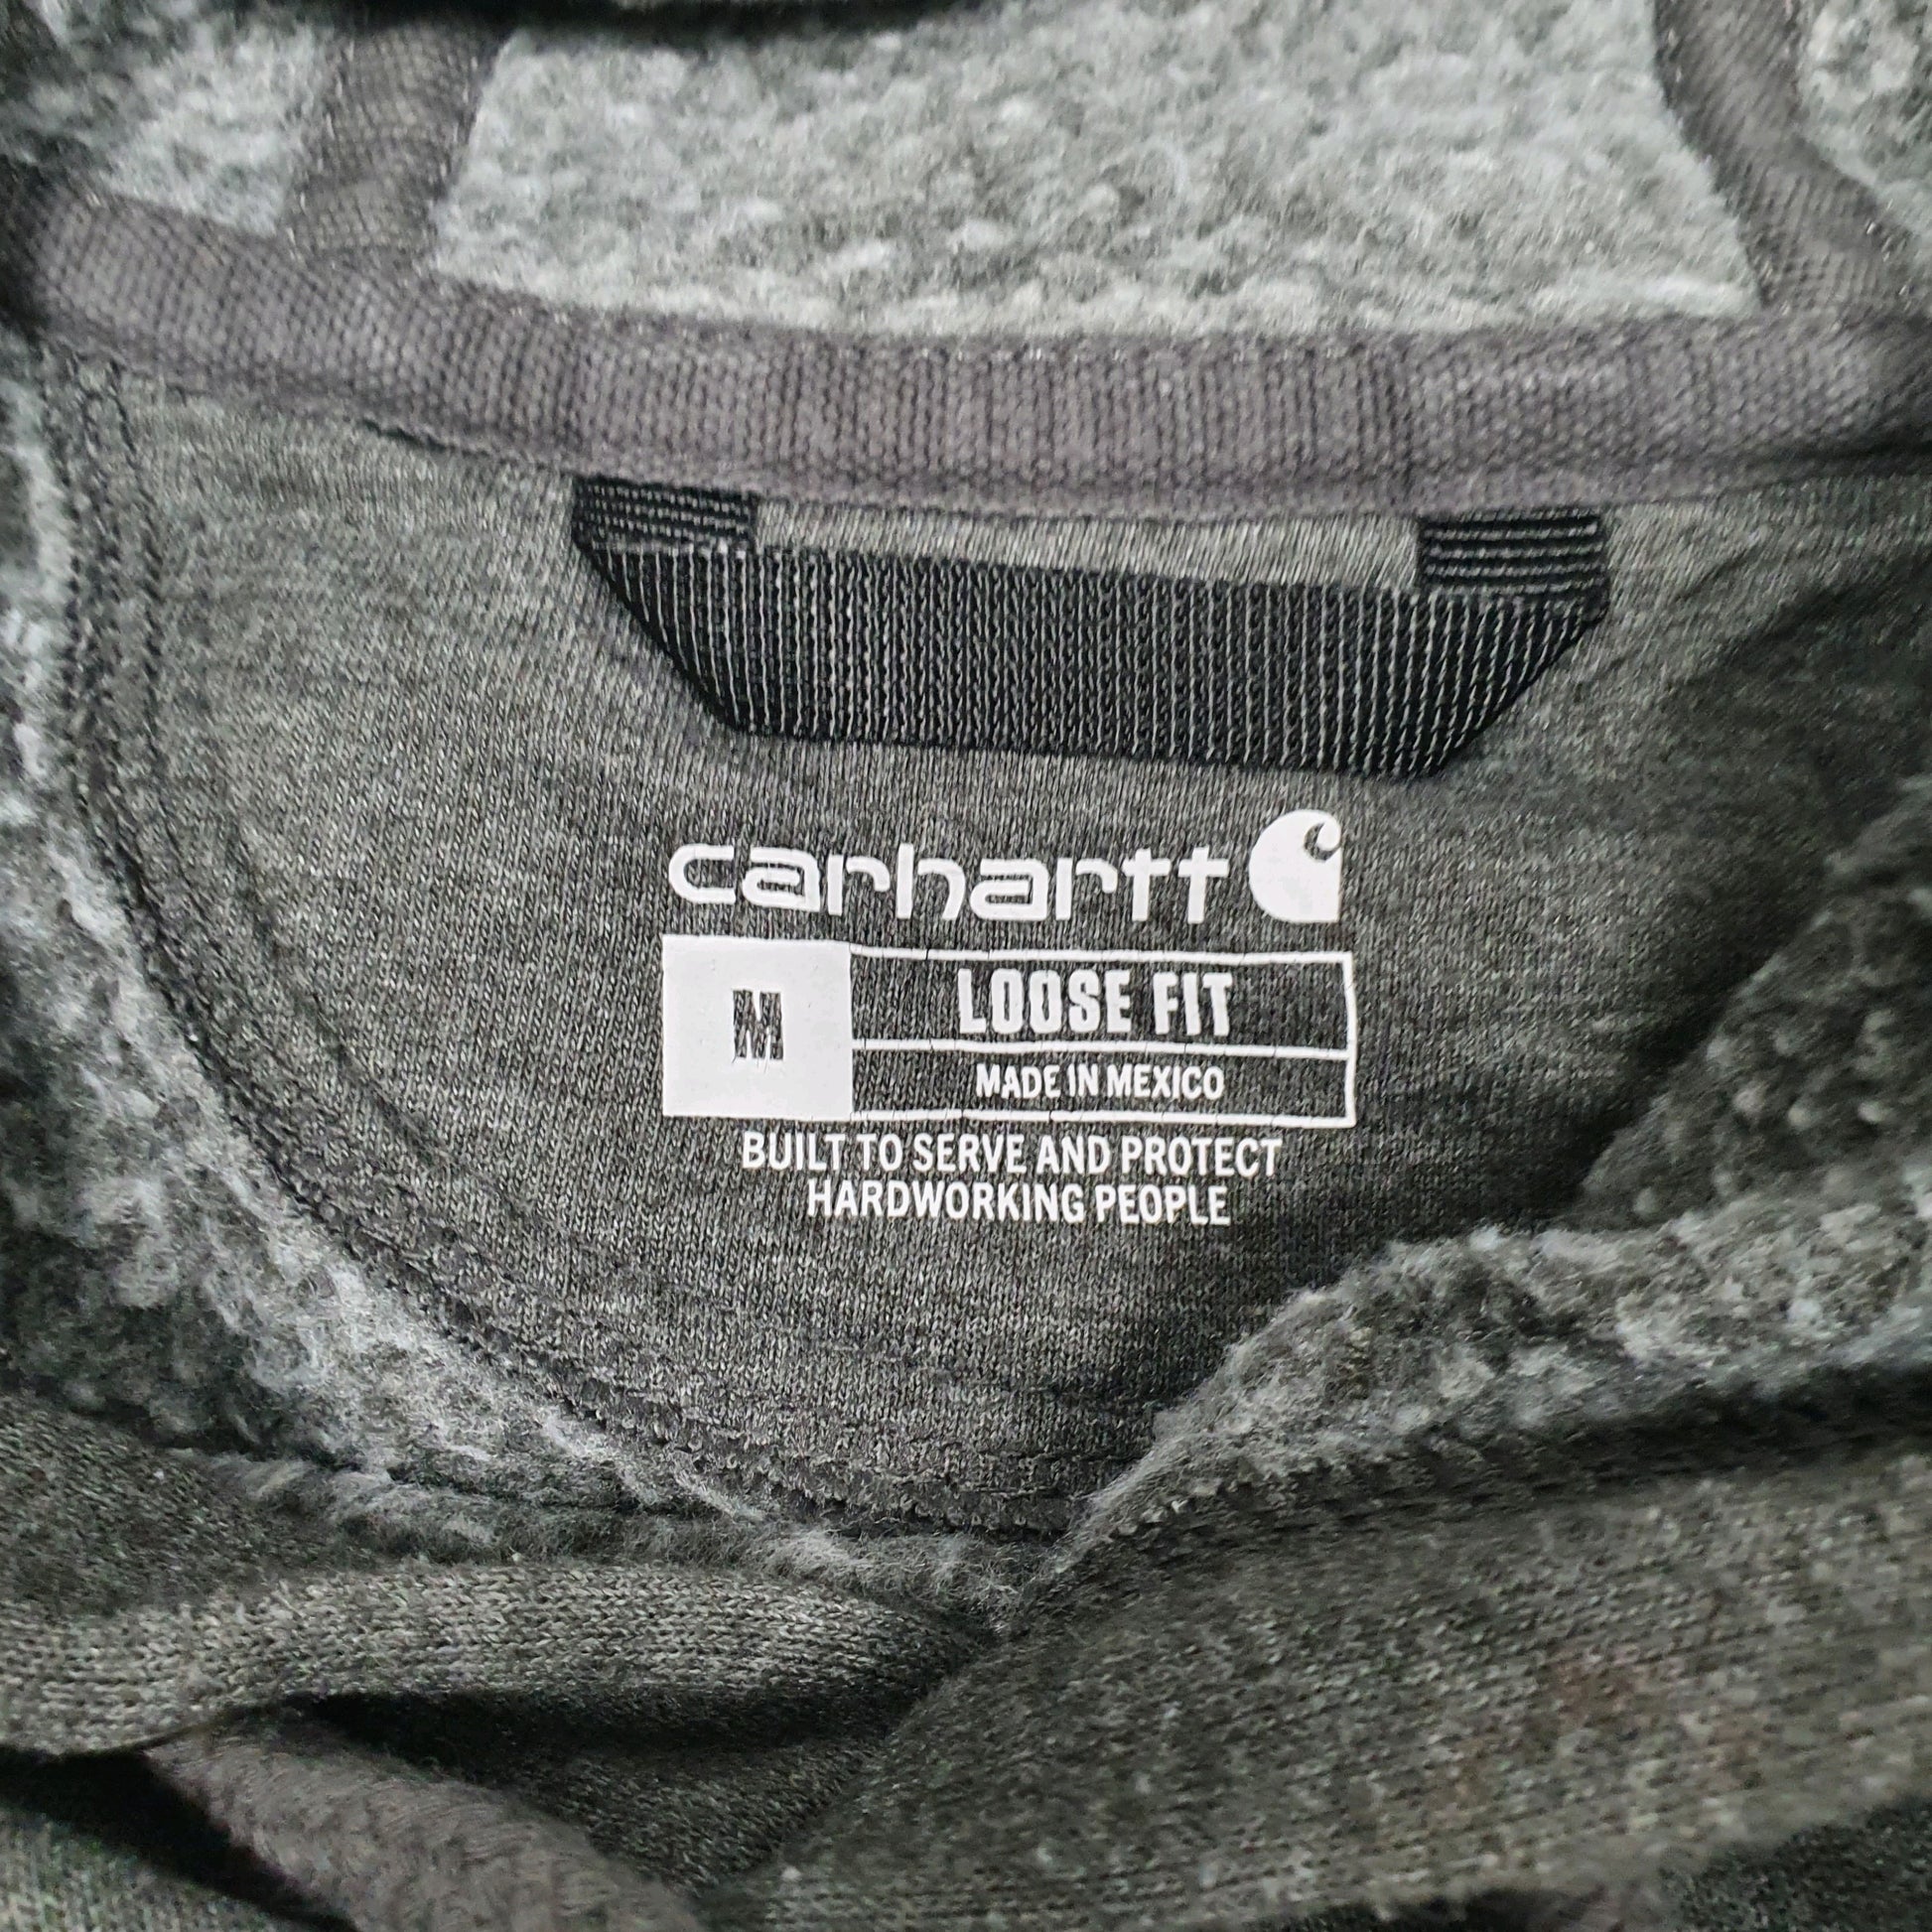 carhartt
M
LOOSE FIT
MADE IN MEXICO
BUILT TO SERVE AND PROTECT
HARDWORKING PEOPLE